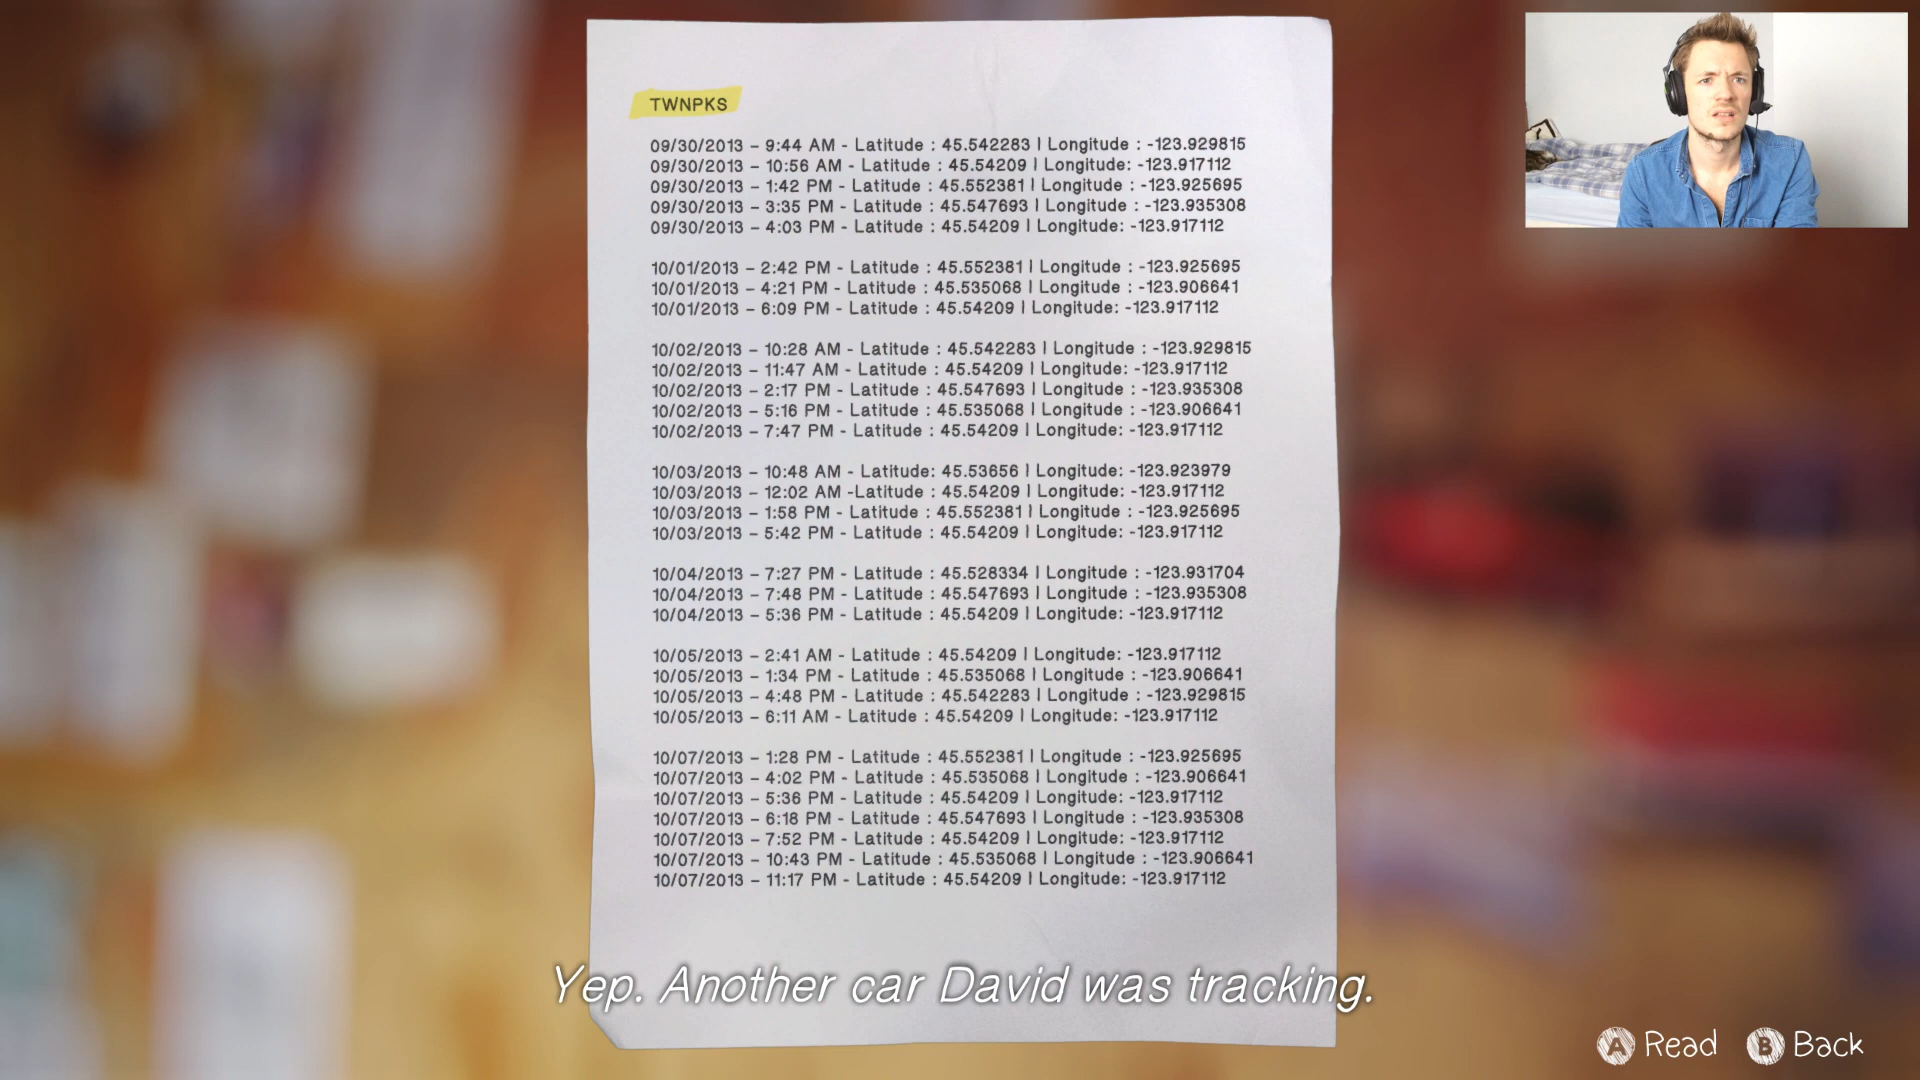 TWNPKS
09/30/2013 – 9:44 AM - Latitude : 45.542283 | Longitude : -123.929815
09/30/2013 – 10:56 AM - Latitude : 45.54209 | Longitude: -123.917112
09/30/2013 – 1:42 PM - Latitude : 45.552381 | Longitude : -123.925695
09/30/2013 – 3:35 PM - Latitude : 45.547693 | Longitude : -123.935308
09/30/2013 – 4:03 PM - Latitude : 45.54209 | Longitude: -123.917112
10/01/2013 – 2:42 PM - Latitude : 45.552381 | Longitude : -123.925695
10/01/2013 – 4:21 PM - Latitude : 45.535068 | Longitude : -123.906641
10/01/2013 – 6:09 PM - Latitude : 45.54209 | Longitude: -123.917112
10/02/2013 – 10:28 AM - Latitude : 45.542283 | Longitude : -123.929815
10/02/2013 – 11:47 AM - Latitude : 45.54209 | Longitude: -123.917112
10/02/2013 – 2:17 PM - Latitude : 45.547693 | Longitude : -123.935308
10/02/2013 – 5:16 PM - Latitude : 45.535068 | Longitude : -123.906641
10/02/2013 – 7:47 PM - Latitude : 45.54209 | Longitude: -123.917112
10/03/2013 – 10:48 AM - Latitude: 45.53656 | Longitude: -123.923979
10/03/2013 – 12:02 AM -Latitude : 45.54209 | Longitude: -123.917112
10/03/2013 – 1:58 PM - Latitude : 45.552381 | Longitude : -123.925695
10/03/2013 – 5:42 PM - Latitude : 45.54209 | Longitude: -123.917112
10/04/2013 – 7:27 PM - Latitude : 45.528334 | Longitude : -123.931704
10/04/2013 – 7:48 PM - Latitude : 45.547693 | Longitude : -123.935308
10/04/2013 – 5:36 PM - Latitude : 45.54209 | Longitude: -123.917112
10/05/2013 – 2:41 AM - Latitude : 45.54209 | Longitude: -123.917112
10/05/2013 – 1:34 PM - Latitude : 45.535068 | Longitude : -123.906641
10/05/2013 – 4:48 PM - Latitude : 45.542283 | Longitude : -123.929815
10/05/2013 – 6:11 AM - Latitude : 45.54209 | Longitude: -123.917112
10/07/2013 – 1:28 PM - Latitude : 45.552381 | Longitude : -123.925695
10/07/2013 – 4:02 PM - Latitude : 45.535068 | Longitude : -123.906641
10/07/2013 – 5:36 PM - Latitude : 45.54209 | Longitude: -123.917112
10/07/2013 – 6:18 PM - Latitude : 45.547693 | Longitude : -123.935308
10/07/2013 – 7:52 PM - Latitude : 45.54209 | Longitude: -123.917112
10/07/2013 – 10:43 PM - Latitude : 45.535068 | Longitude : -123.906641
10/07/2013 – 11:17 PM - Latitude : 45.54209 | Longitude: -123.917112
Yep. Another car David was tracking.
A Read B Back